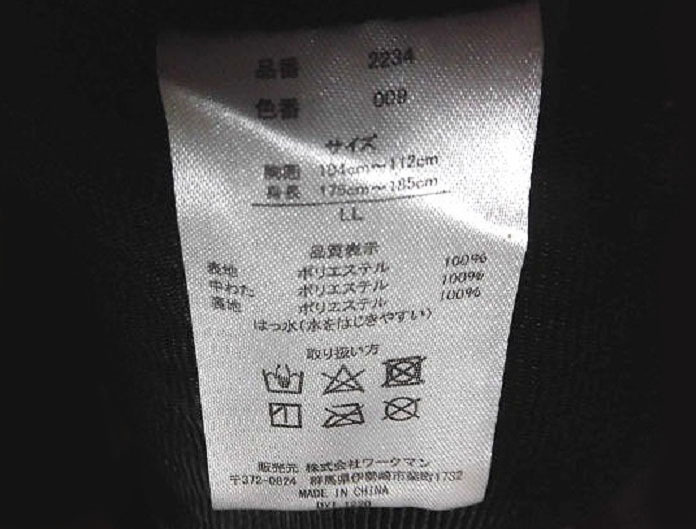 品番 2234
色番 009
サイズ
胸囲 104cm〜112cm
身長 175cm〜185cm
LL
品質表示
表地 ポリエステル 100%
中わた ポリエステル 100%
裏地 ポリエステル 100%
はっ水(水をはじきやすい)
取り扱い方
販売元 株式会社ワークマン
〒372-0824 群馬県伊勢崎市柴町1732
MADE IN CHINA